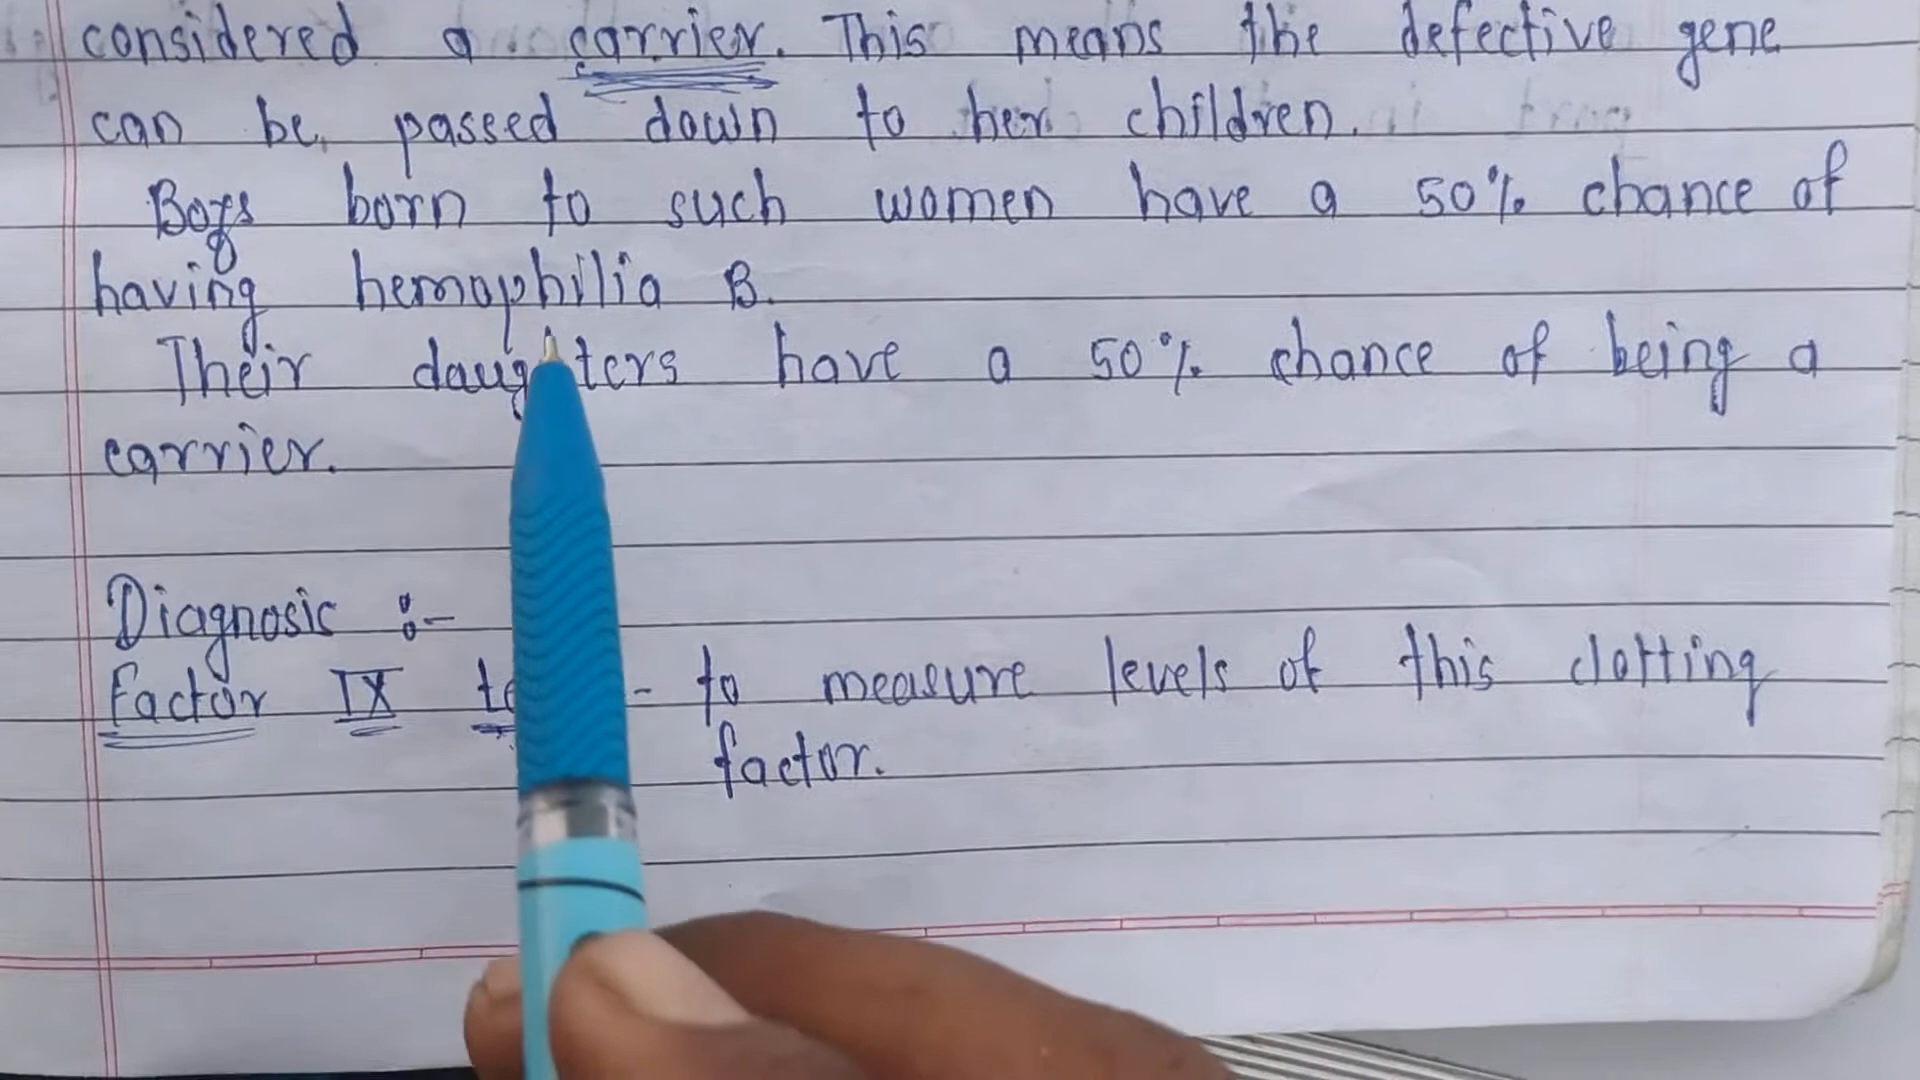 considered a carrier. This means the defective gene
can be passed down to her children.
Boys born to such women have a 50% chance of
having hemophilia B.
Their daughters have a 50% chance of being a
carrier.
Diagnosis :-
Factor IX - to measure levels of this clotting
factor.